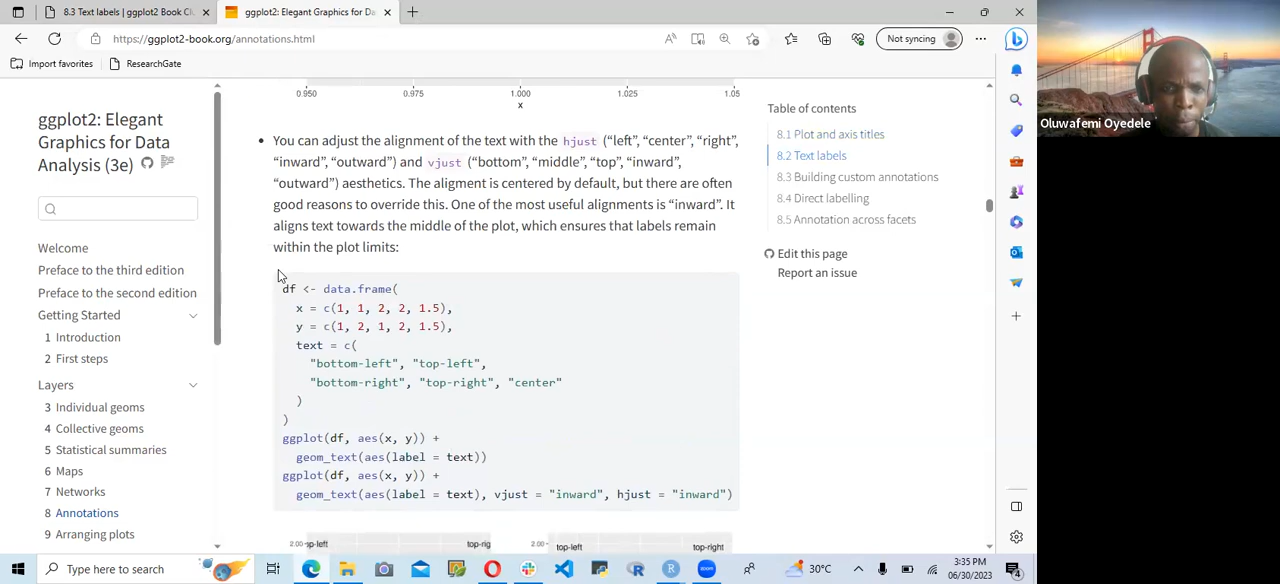 8.3 Text labels | ggplot2 Book Clu
ggplot2: Elegant Graphics for Da
https://ggplot2-book.org/annotations.html
Not syncing
Import favorites
ResearchGate
Oluwafemi Oyedele
ggplot2: Elegant
Graphics for Data
Analysis (3e)
Welcome
Preface to the third edition
Preface to the second edition
Getting Started
1 Introduction
2 First steps
Layers
3 Individual geoms
4 Collective geoms
5 Statistical summaries
6 Maps
7 Networks
8 Annotations
9 Arranging plots
0.950 0.975 1.000 1.025 1.05
x
• You can adjust the alignment of the text with the hjust (“left”, “center”, “right”,
“inward”, “outward”) and vjust (“bottom”, “middle”, “top”, “inward”,
“outward”) aesthetics. The aligment is centered by default, but there are often
good reasons to override this. One of the most useful alignments is “inward”. It
aligns text towards the middle of the plot, which ensures that labels remain
within the plot limits:
df <- data.frame(
x = c(1, 1, 2, 2, 1.5),
y = c(1, 2, 1, 2, 1.5),
text = c(
"bottom-left", "top-left",
"bottom-right", "top-right", "center"
)
)
ggplot(df, aes(x, y)) +
geom_text(aes(label = text))
ggplot(df, aes(x, y)) +
geom_text(aes(label = text), vjust = "inward", hjust = "inward")
2.00 p-left top-rig 2.00 top-left top-right
Table of contents
8.1 Plot and axis titles
8.2 Text labels
8.3 Building custom annotations
8.4 Direct labelling
8.5 Annotation across facets
Edit this page
Report an issue
Type here to search
zoom
30°C
3:35 PM
06/30/2023
4